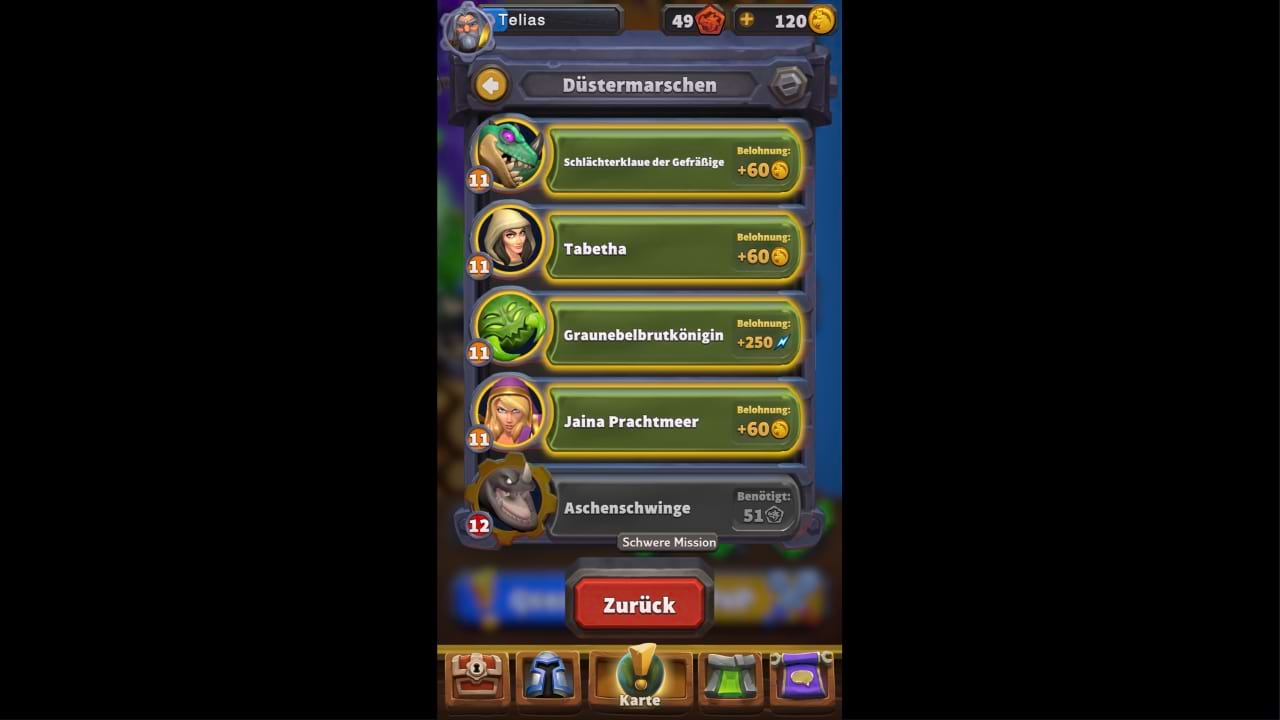 Telias
49
120
Düstermarschen
Schlächterklaue der Gefräßige
Belohnung:
+60
11
Tabetha
Belohnung:
+60
11
Graunebelbrutkönigin
Belohnung:
+250
11
Jaina Prachtmeer
Belohnung:
+60
11
Aschenschwinge
Benötigt:
51
12
Schwere Mission
Zurück
Karte